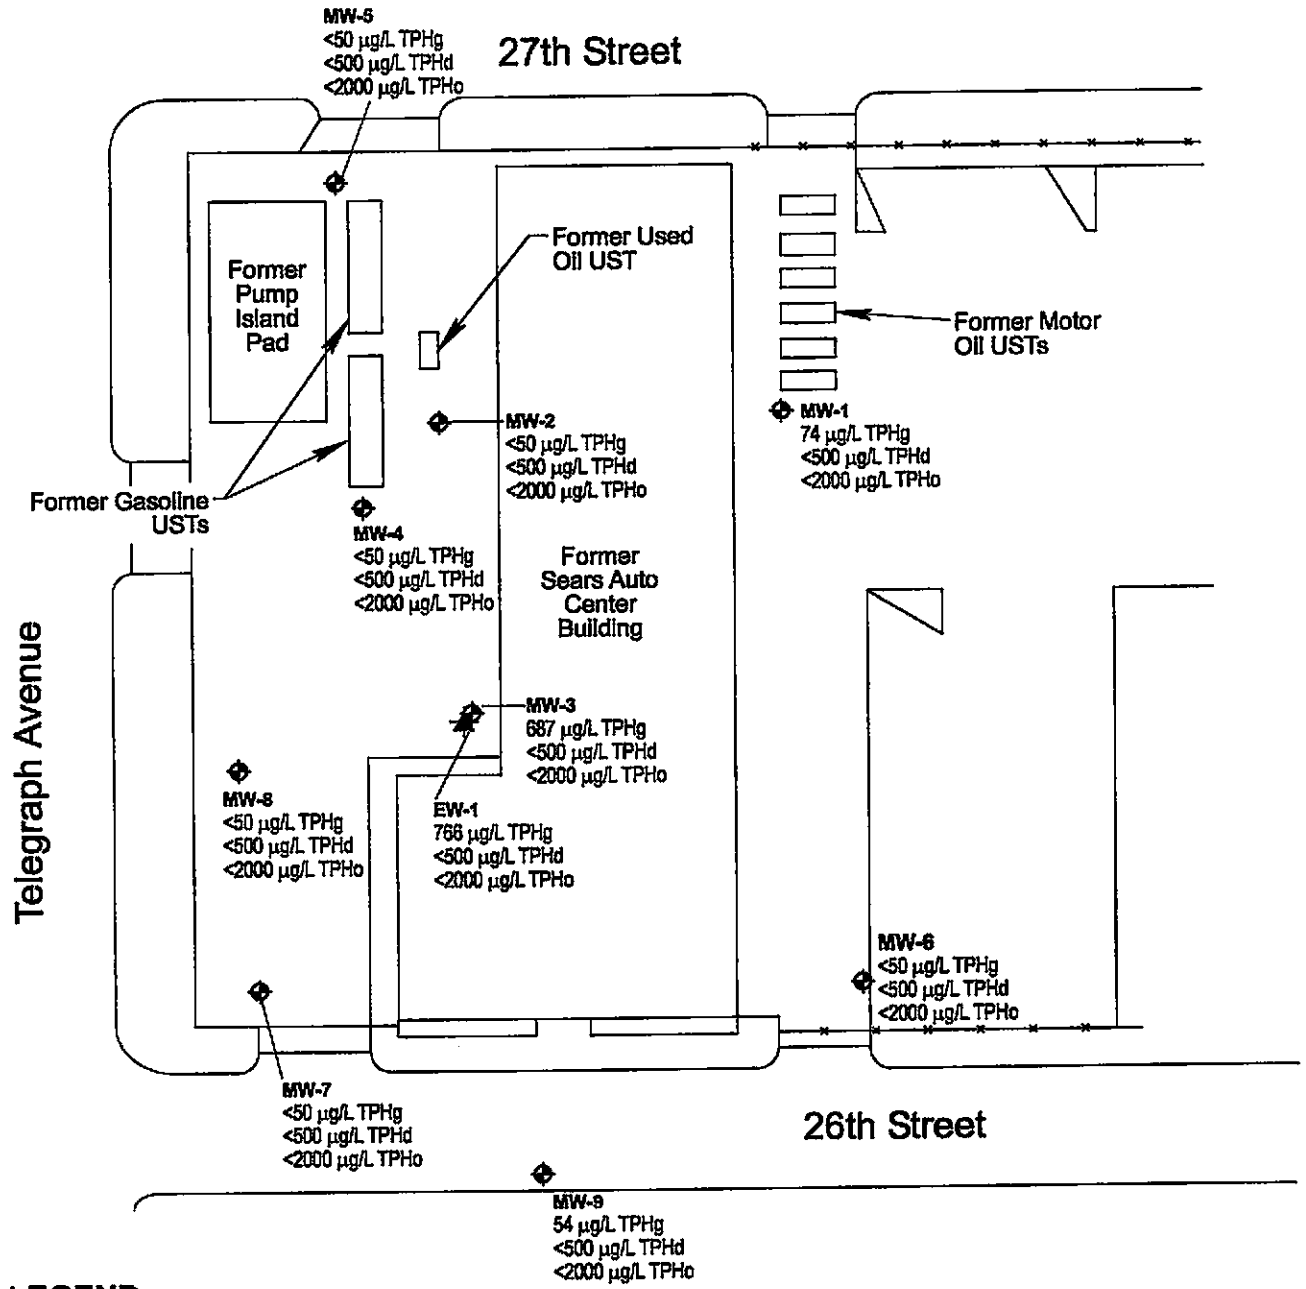 MW-5
<50 µg/L TPHg
<500 µg/L TPHd
<2000 µg/L TPHo
27th Street
Former
Pump
Island
Pad
Former Used
Oil UST
Former Motor
Oil USTs
MW-2
<50 µg/L TPHg
<500 µg/L TPHd
<2000 µg/L TPHo
MW-1
74 µg/L TPHg
<500 µg/L TPHd
<2000 µg/L TPHo
Former Gasoline
USTs
MW-4
<50 µg/L TPHg
<500 µg/L TPHd
<2000 µg/L TPHo
Former
Sears Auto
Center
Building
Telegraph Avenue
MW-3
687 µg/L TPHg
<500 µg/L TPHd
<2000 µg/L TPHo
MW-8
<50 µg/L TPHg
<500 µg/L TPHd
<2000 µg/L TPHo
EW-1
766 µg/L TPHg
<500 µg/L TPHd
<2000 µg/L TPHo
MW-6
<50 µg/L TPHg
<500 µg/L TPHd
<2000 µg/L TPHo
MW-7
<50 µg/L TPHg
<500 µg/L TPHd
<2000 µg/L TPHo
26th Street
MW-9
54 µg/L TPHg
<500 µg/L TPHd
<2000 µg/L TPHo